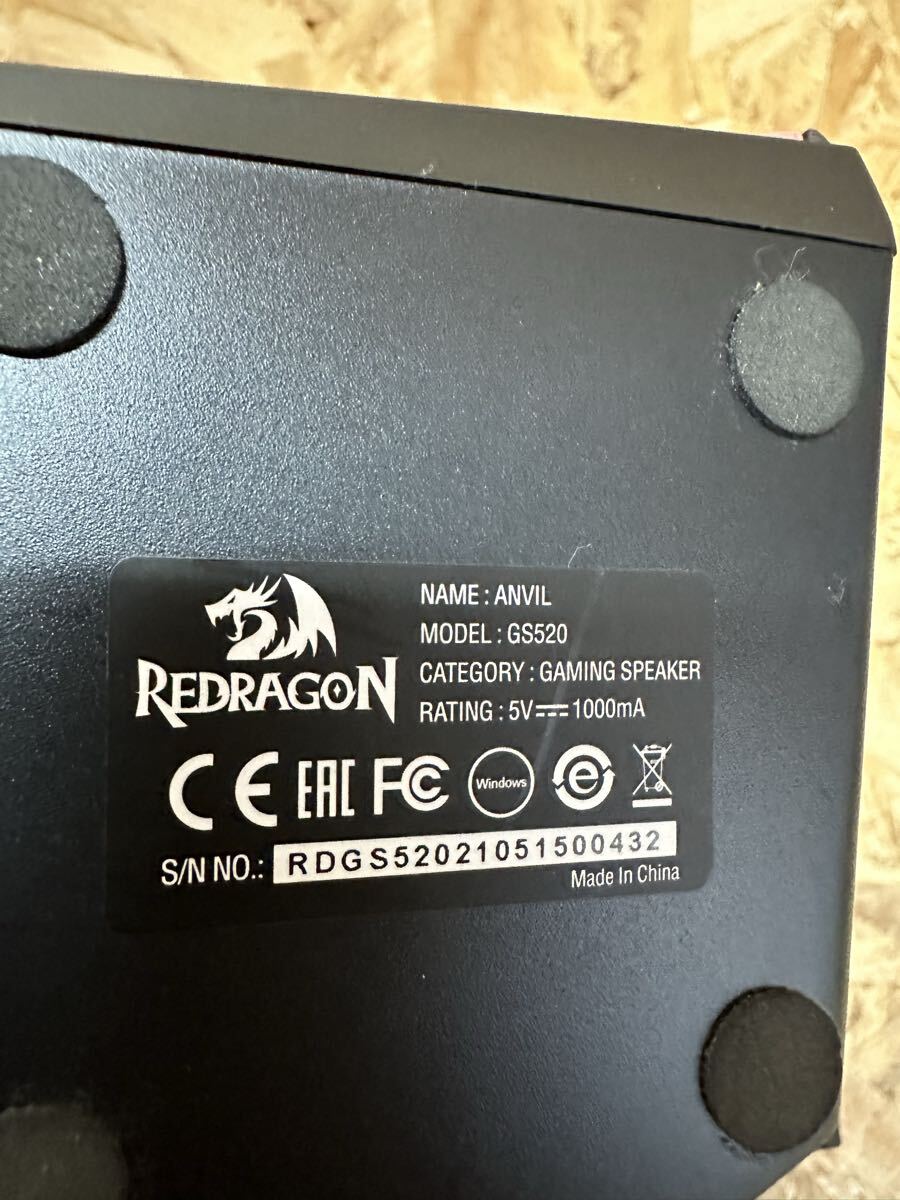 REDRAGON
NAME : ANVIL
MODEL : GS520
CATEGORY : GAMING SPEAKER
RATING : 5V⎓1000mA
CE EAC FC Windows e
S/N NO.: RDGS52021051500432
Made In China